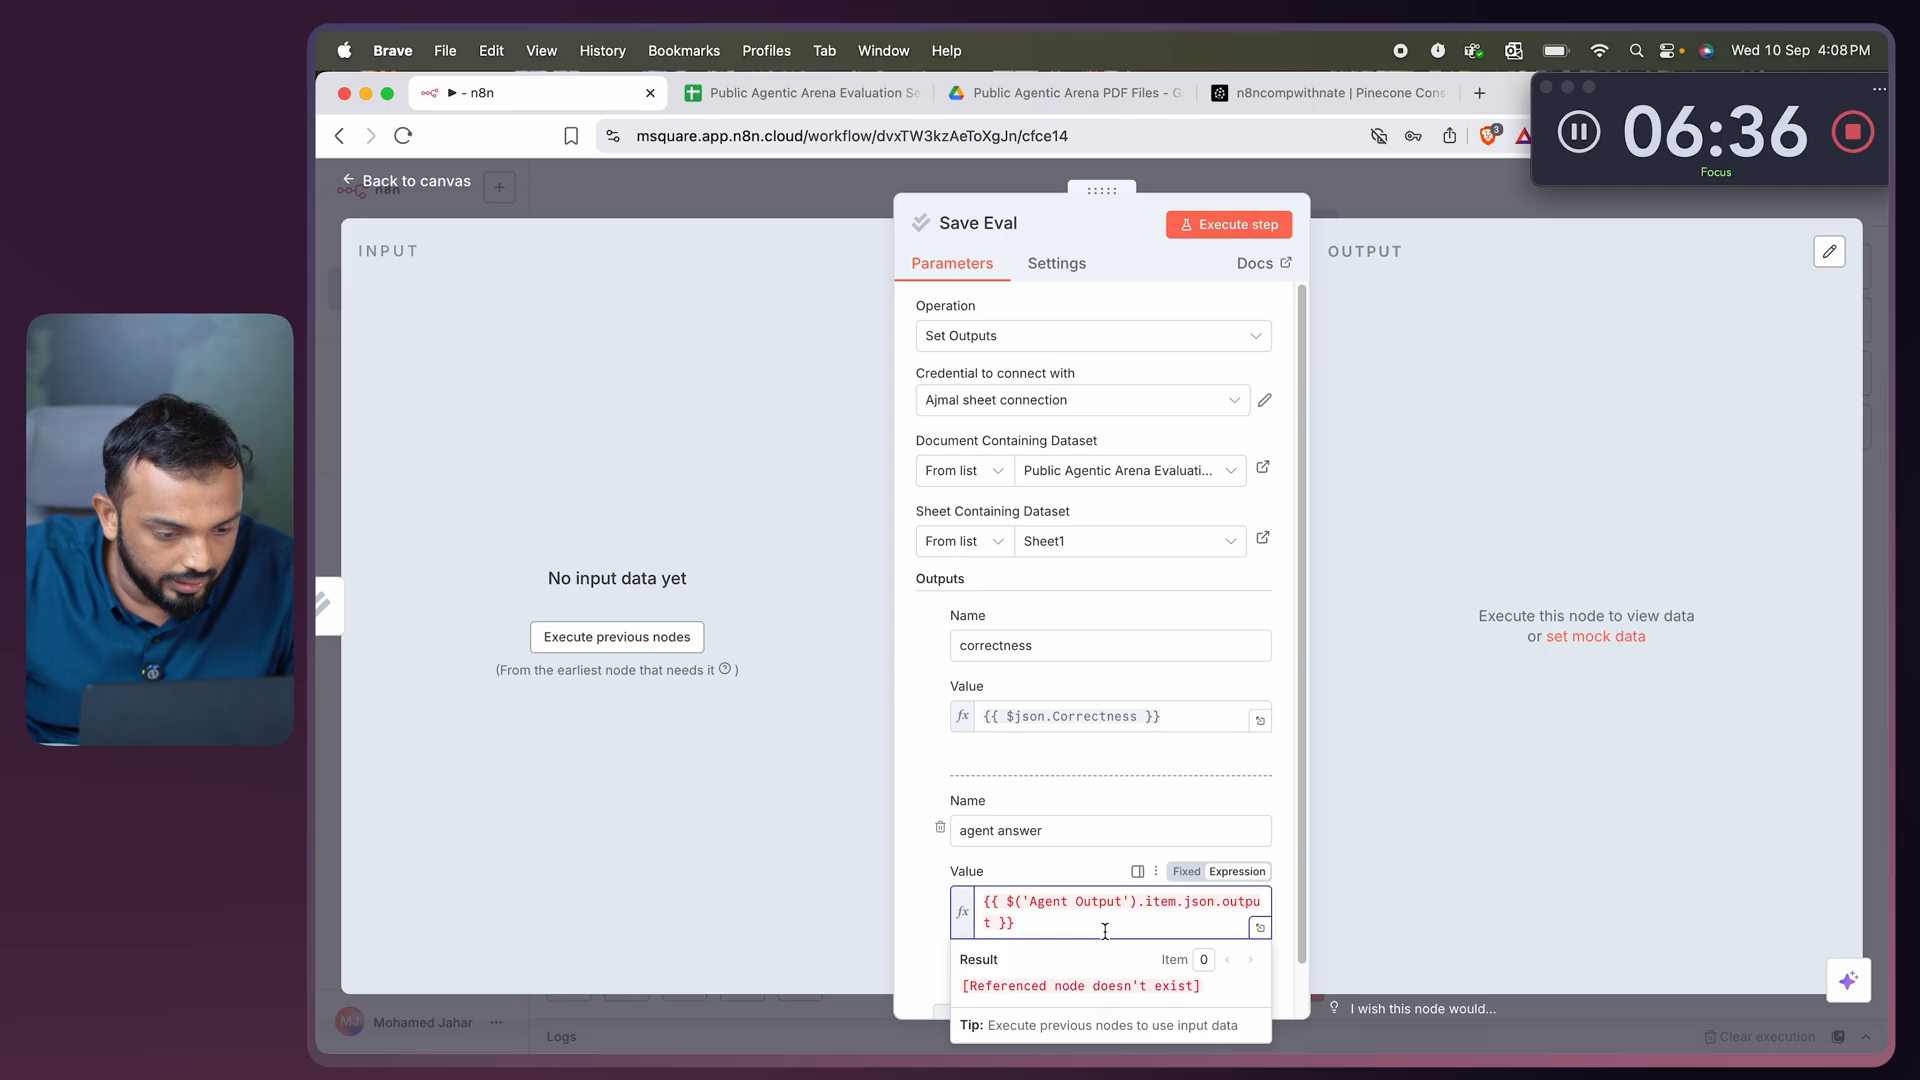 Brave File Edit View History Bookmarks Profiles Tab Window Help
Wed 10 Sep 4:08 PM
▶ - n8n
Public Agentic Arena Evaluation Se
Public Agentic Arena PDF Files - G
n8ncompwithnate | Pinecone Cons
msquare.app.n8n.cloud/workflow/dvxTW3kzAeToXgJn/cfce14
3
06:36
Focus
Back to canvas
n8n
INPUT
No input data yet
Execute previous nodes
(From the earliest node that needs it ? )
Save Eval
Execute step
Parameters
Settings
Docs
Operation
Set Outputs
Credential to connect with
Ajmal sheet connection
Document Containing Dataset
From list
Public Agentic Arena Evaluati...
Sheet Containing Dataset
From list
Sheet1
Outputs
Name
correctness
Value
fx
{{ $json.Correctness }}
Name
agent answer
Value
Fixed
Expression
fx
{{ $('Agent Output').item.json.outpu
t }}
Result
Item 0
[Referenced node doesn't exist]
Tip: Execute previous nodes to use input data
OUTPUT
Execute this node to view data
or set mock data
I wish this node would...
MJ
Mohamed Jahar
Logs
Clear execution